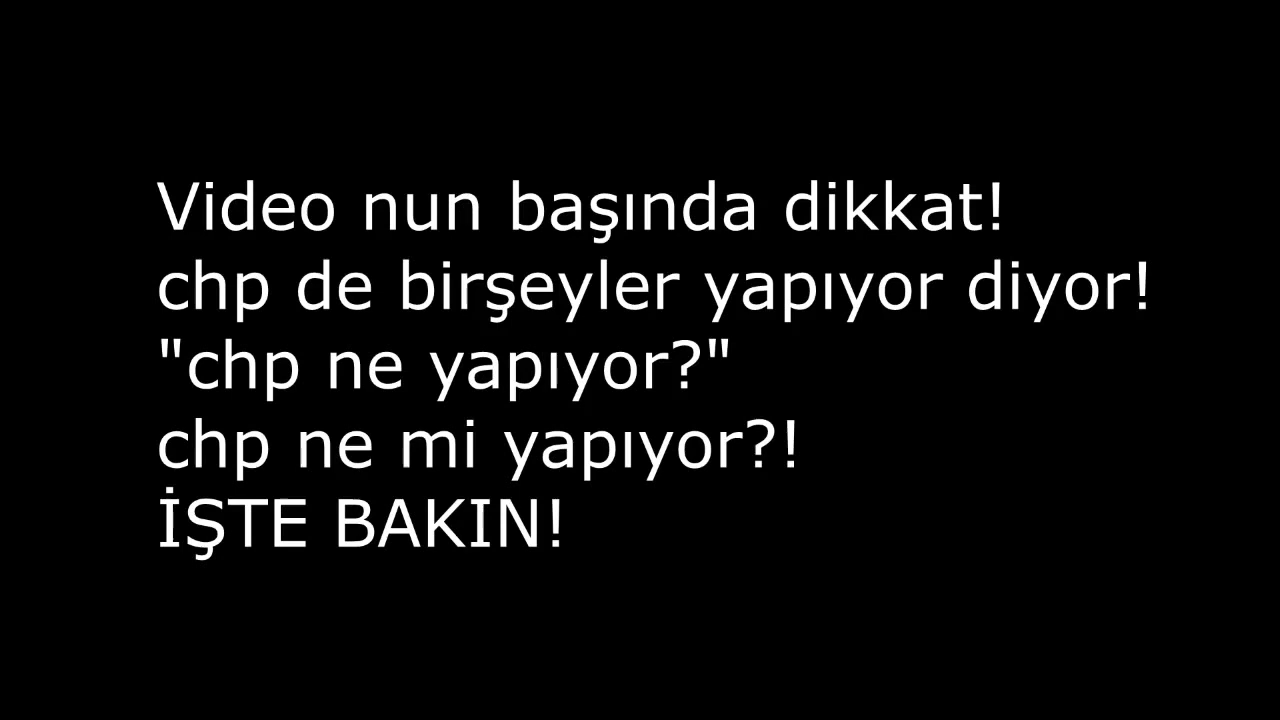 Video nun başında dikkat!
chp de birşeyler yapıyor diyor!
"chp ne yapıyor?"
chp ne mi yapıyor?!
İŞTE BAKIN!